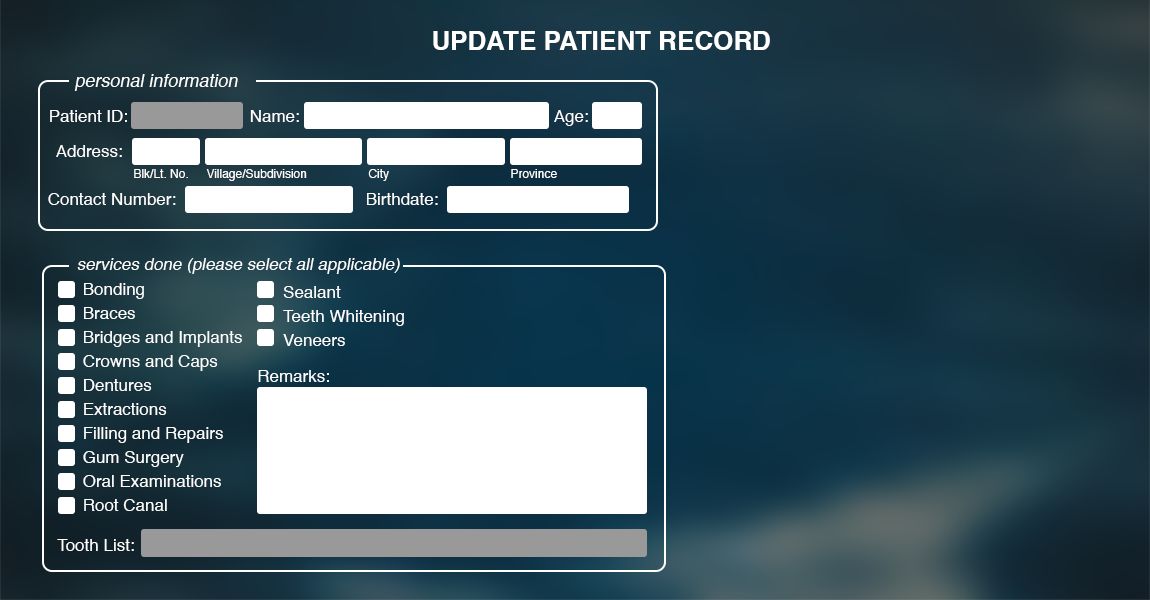 UPDATE PATIENT RECORD
personal information
Patient ID: Name: Age:
Address:
Blk/Lt. No. Village/Subdivision City Province
Contact Number: Birthdate:
services done (please select all applicable)
Bonding
Braces
Bridges and Implants
Crowns and Caps
Dentures
Extractions
Filling and Repairs
Gum Surgery
Oral Examinations
Root Canal
Sealant
Teeth Whitening
Veneers
Remarks:
Tooth List: